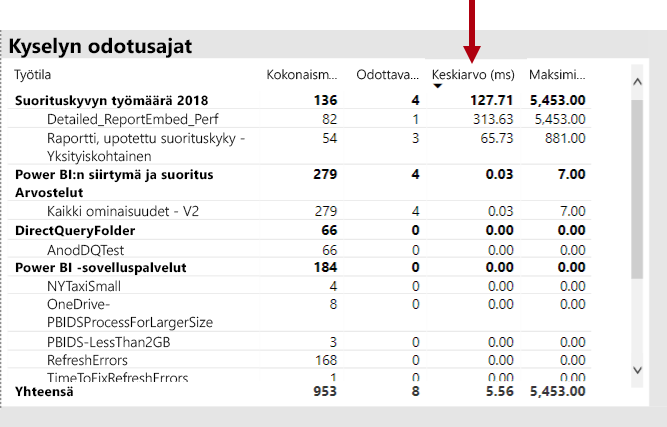 Kyselyn odotusajat
Työtila Kokonaism... Odottava... Keskiarvo (ms) Maksimi...
Suorituskyvyn työmäärä 2018 136 4 127.71 5,453.00
Detailed_ReportEmbed_Perf 82 1 313.63 5,453.00
Raportti, upotettu suorituskyky - 54 3 65.73 881.00
Yksityiskohtainen
Power BI:n siirtymä ja suoritus 279 4 0.03 7.00
Arvostelut
Kaikki ominaisuudet - V2 279 4 0.03 7.00
DirectQueryFolder 66 0 0.00 0.00
AnodDQTest 66 0 0.00 0.00
Power BI -sovelluspalvelut 184 0 0.00 0.00
NYTaxiSmall 4 0 0.00 0.00
OneDrive- 8 0 0.00 0.00
PBIDSProcessForLargerSize
PBIDS-LessThan2GB 3 0 0.00 0.00
RefreshErrors 168 0 0.00 0.00
TimeToFixRefreshErrors 1 0 0.00 0.00
Yhteensä 953 8 5.56 5,453.00